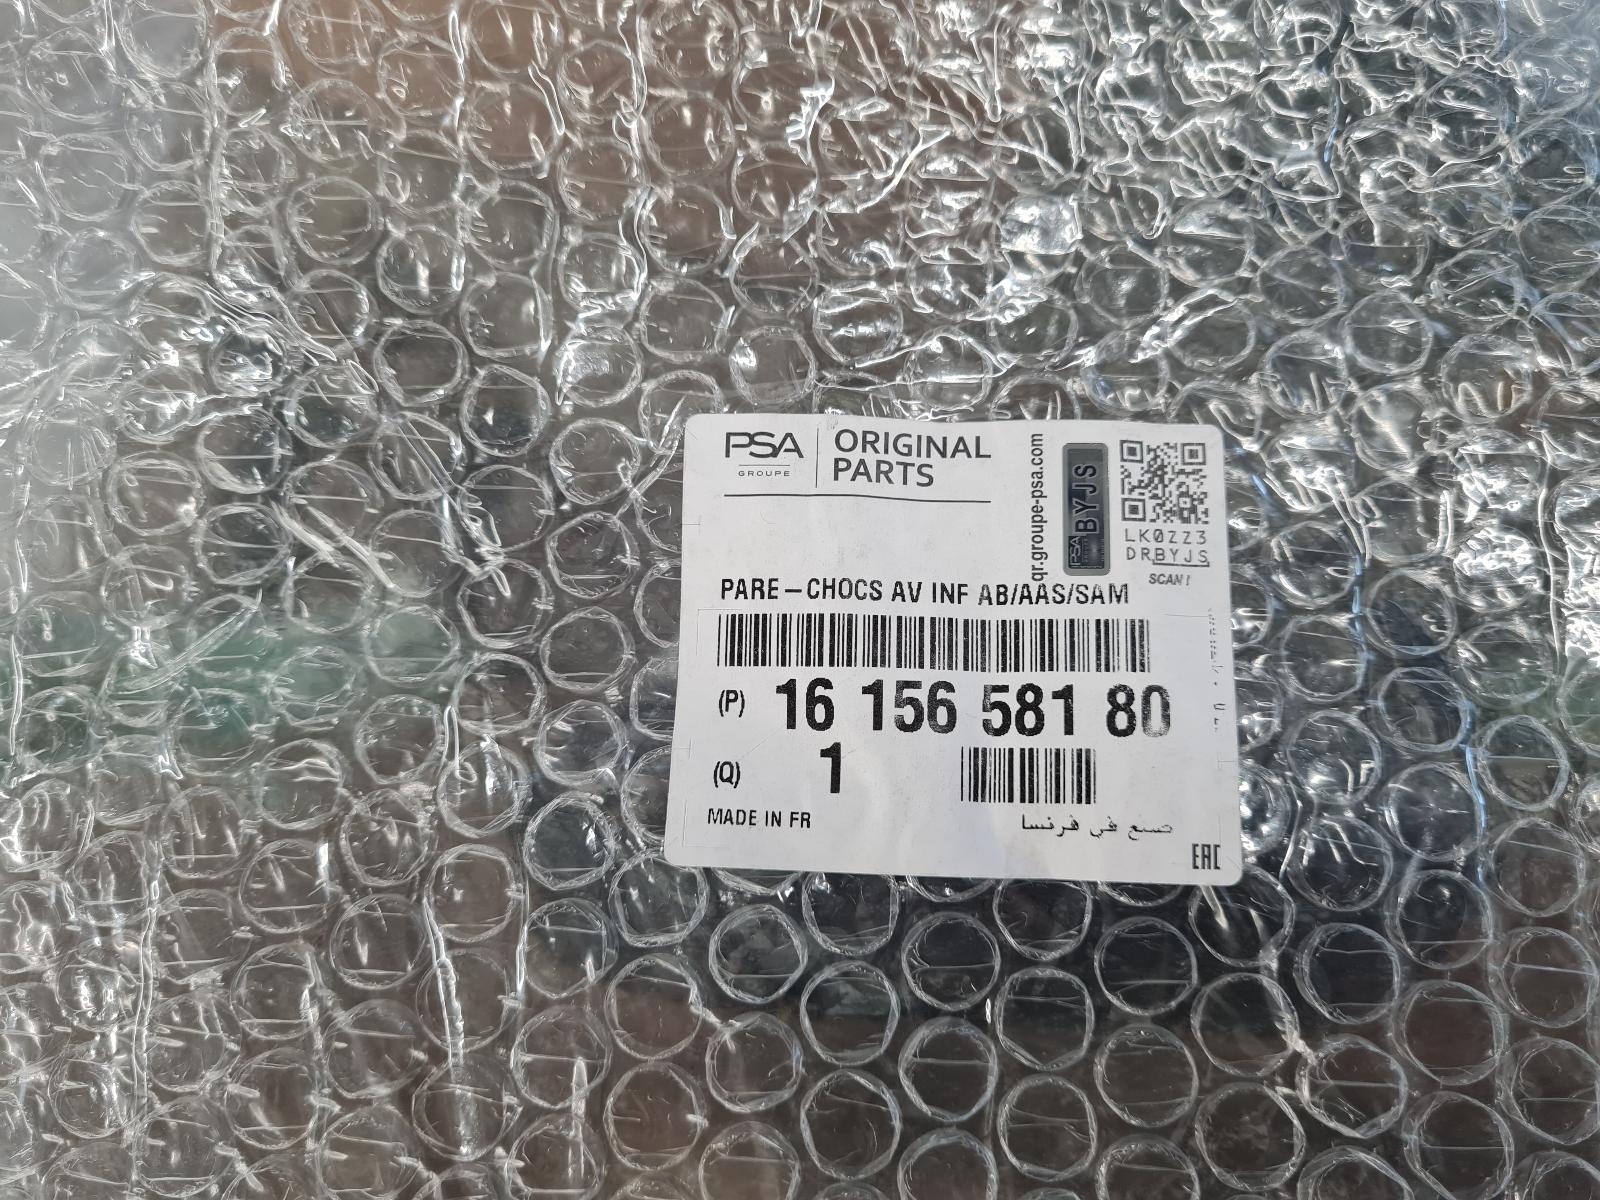 PSA
GROUPE
ORIGINAL
PARTS
qr.groupe-psa.com
PSA
BYJS
LK0ZZ3
DRBYJS
SCAN!
PARE-CHOCS AV INF AB/AAS/SAM
(P) 16 156 581 80
(Q) 1
MADE IN FR
صنع في فرنسا
EAC